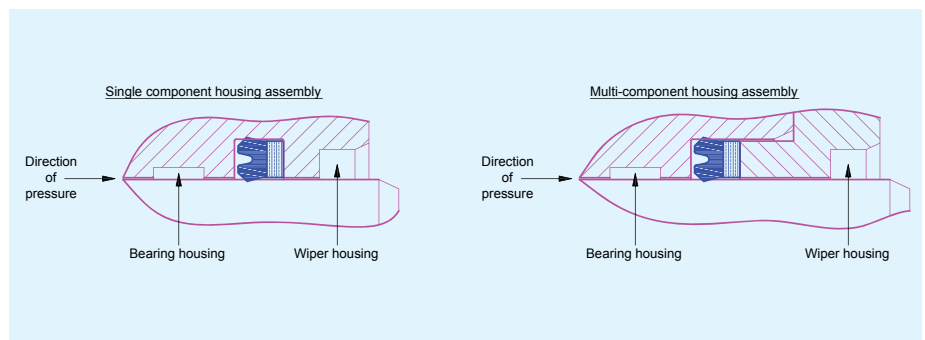 Single component housing assembly
Direction
of
pressure
Bearing housing
Wiper housing
Multi-component housing assembly
Direction
of
pressure
Bearing housing
Wiper housing